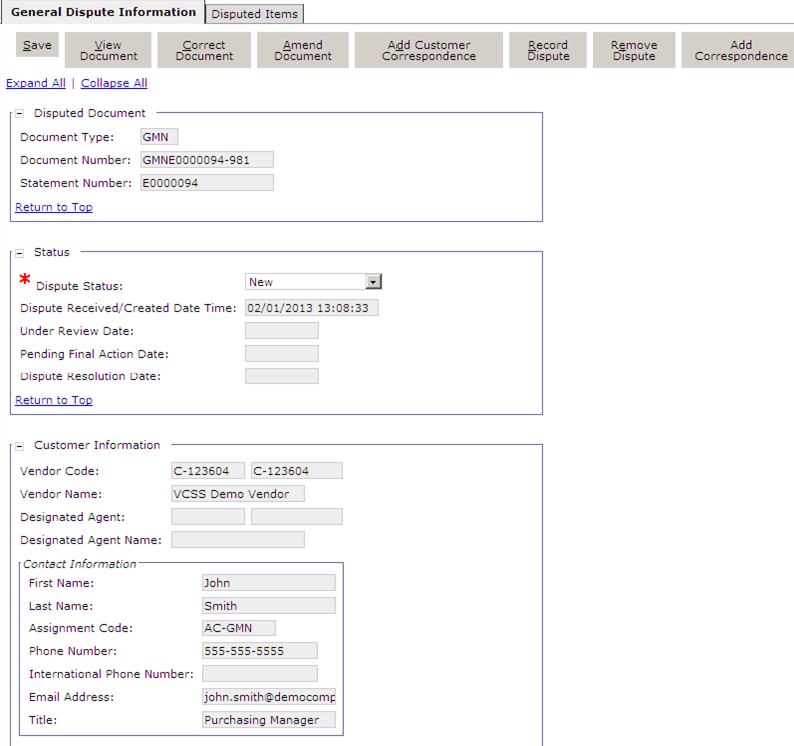 General Dispute Information Disputed Items
Save View Document Correct Document Amend Document Add Customer Correspondence Record Dispute Remove Dispute Add Correspondence
Expand All | Collapse All
Disputed Document
Document Type: GMN
Document Number: GMNE0000094-981
Statement Number: E0000094
Return to Top
Status
* Dispute Status: New
Dispute Received/Created Date Time: 02/01/2013 13:08:33
Under Review Date:
Pending Final Action Date:
Dispute Resolution Date:
Return to Top
Customer Information
Vendor Code: C-123604 C-123604
Vendor Name: VCSS Demo Vendor
Designated Agent:
Designated Agent Name:
Contact Information
First Name: John
Last Name: Smith
Assignment Code: AC-GMN
Phone Number: 555-555-5555
International Phone Number:
Email Address: john.smith@democomp
Title: Purchasing Manager